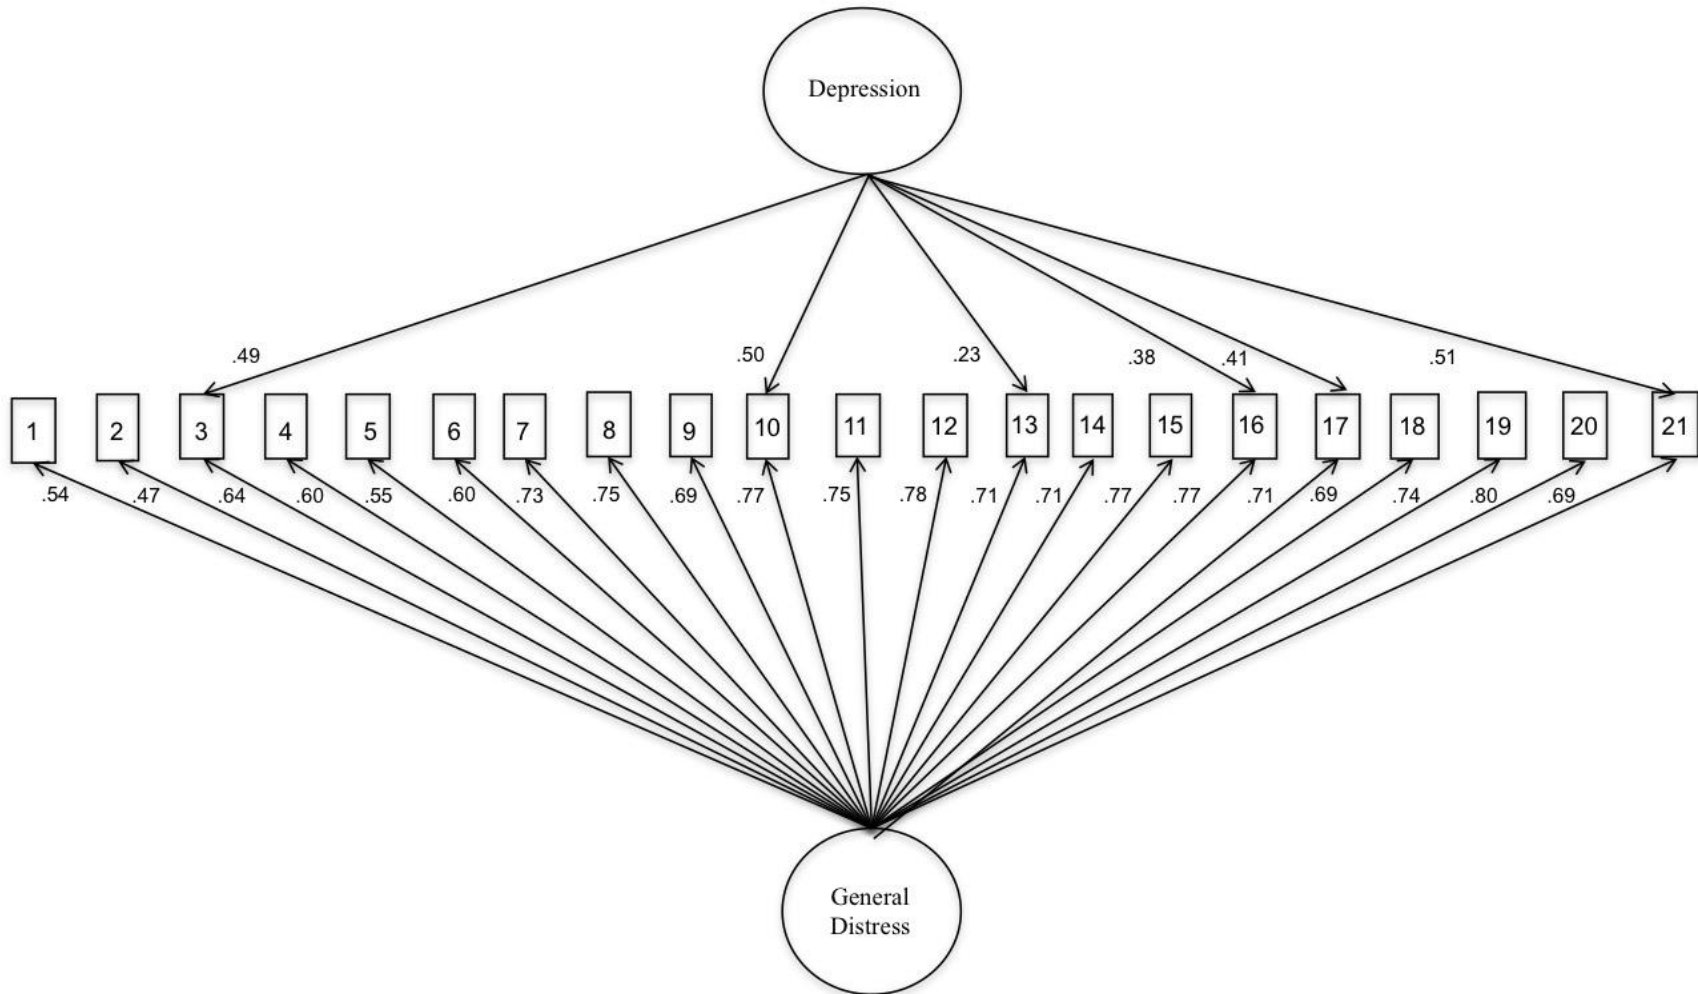 Depression
.49 .50 .23 .38 .41 .51
1 2 3 4 5 6 7 8 9 10 11 12 13 14 15 16 17 18 19 20 21
.54 .47 .64 .60 .55 .60 .73 .75 .69 .77 .75 .78 .71 .71 .77 .77 .71 .69 .74 .80 .69
General
Distress